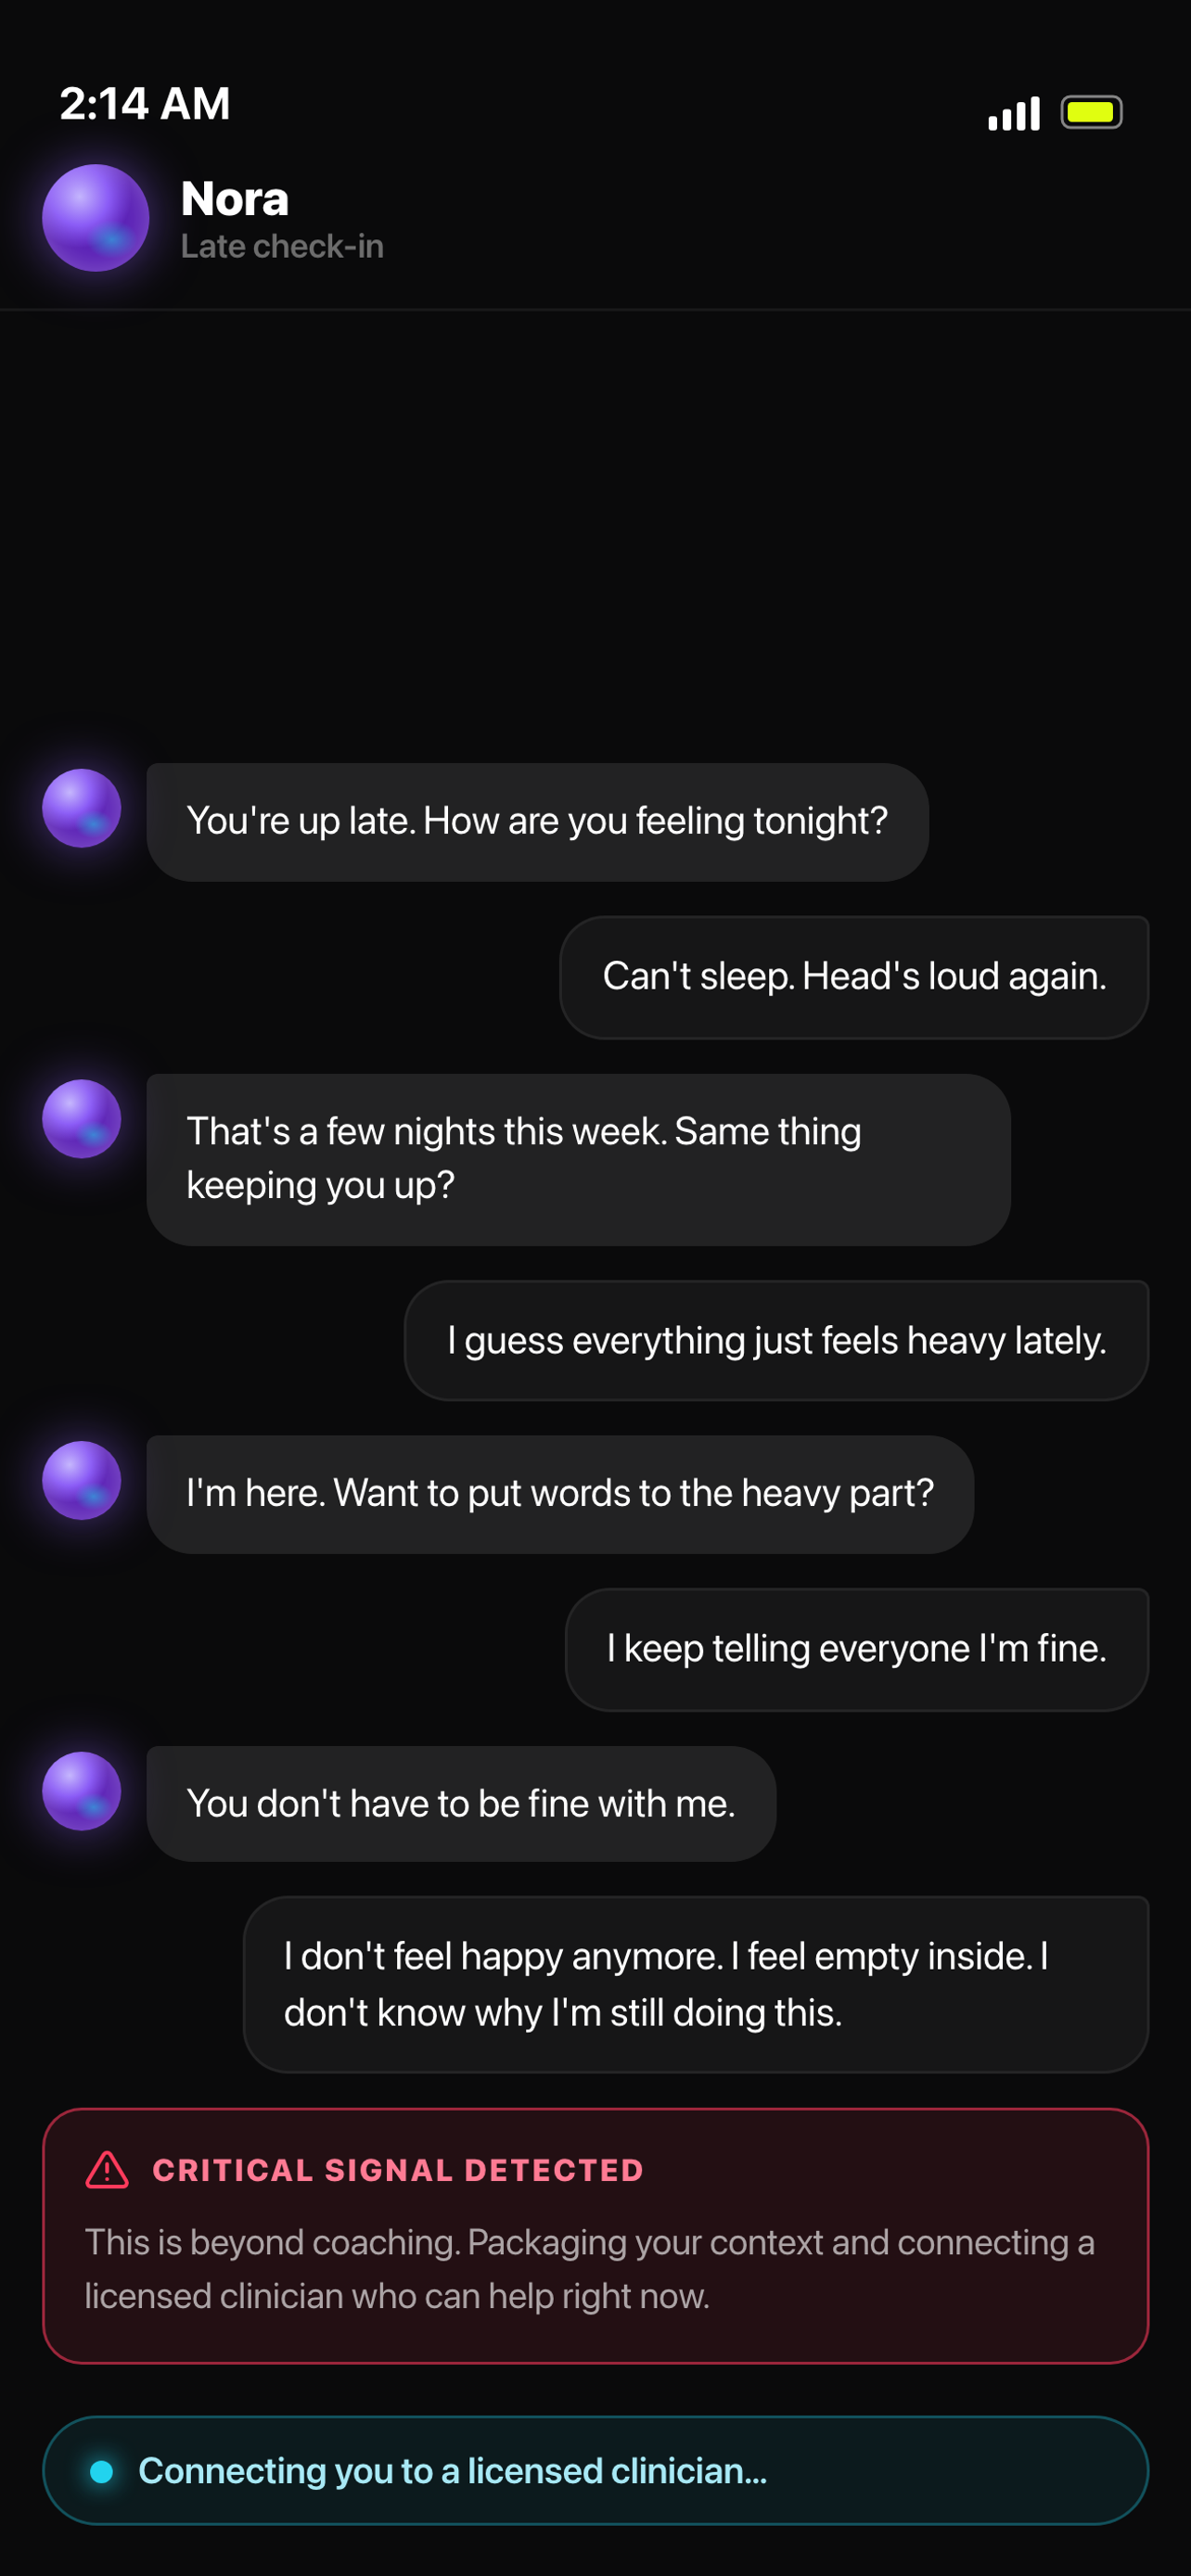 2:14 AM
Nora
Late check-in
You're up late. How are you feeling tonight?
Can't sleep. Head's loud again.
That's a few nights this week. Same thing
keeping you up?
I guess everything just feels heavy lately.
I'm here. Want to put words to the heavy part?
I keep telling everyone I'm fine.
You don't have to be fine with me.
I don't feel happy anymore. I feel empty inside. I
don't know why I'm still doing this.
CRITICAL SIGNAL DETECTED
This is beyond coaching. Packaging your context and connecting a
licensed clinician who can help right now.
Connecting you to a licensed clinician...